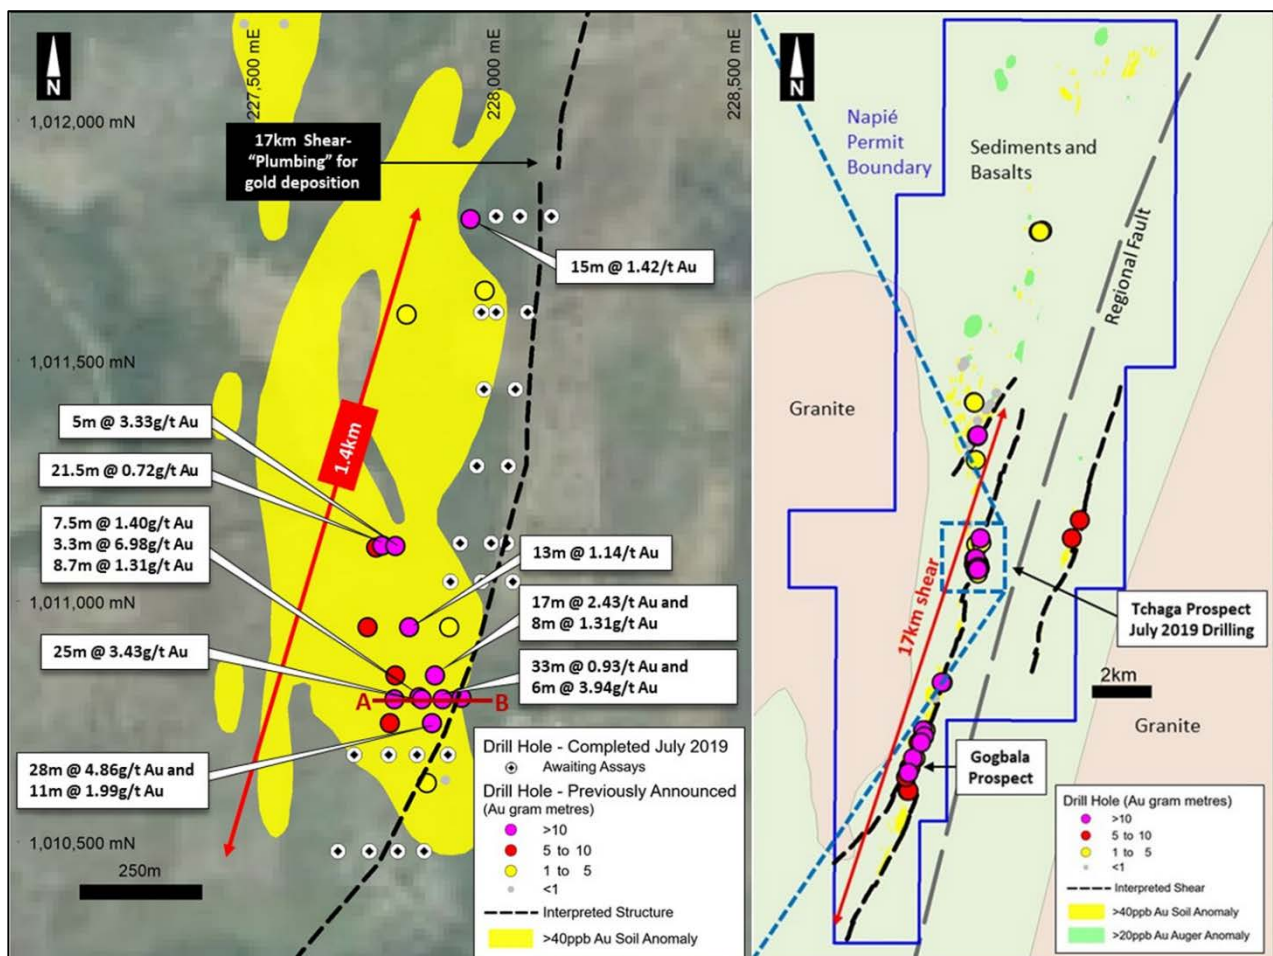 N
227,500 mE
228,000 mE
228,500 mE
1,012,000 mN
17km Shear-
"Plumbing" for
gold deposition
15m @ 1.42/t Au
1,011,500 mN
5m @ 3.33g/t Au
1.4km
21.5m @ 0.72g/t Au
7.5m @ 1.40g/t Au
3.3m @ 6.98g/t Au
8.7m @ 1.31g/t Au
13m @ 1.14/t Au
1,011,000 mN
17m @ 2.43/t Au and
8m @ 1.31g/t Au
25m @ 3.43g/t Au
33m @ 0.93/t Au and
6m @ 3.94g/t Au
A
B
28m @ 4.86g/t Au and
11m @ 1.99g/t Au
1,010,500 mN
250m
Drill Hole - Completed July 2019
Awaiting Assays
Drill Hole - Previously Announced
(Au gram metres)
>10
5 to 10
1 to 5
<1
Interpreted Structure
>40ppb Au Soil Anomaly
N
Napié
Permit
Boundary
Sediments and
Basalts
Regional Fault
Granite
17km shear
Tchaga Prospect
July 2019 Drilling
2km
Granite
Gogbala
Prospect
Drill Hole (Au gram metres)
>10
5 to 10
1 to 5
<1
Interpreted Shear
>40ppb Au Soil Anomaly
>20ppb Au Auger Anomaly